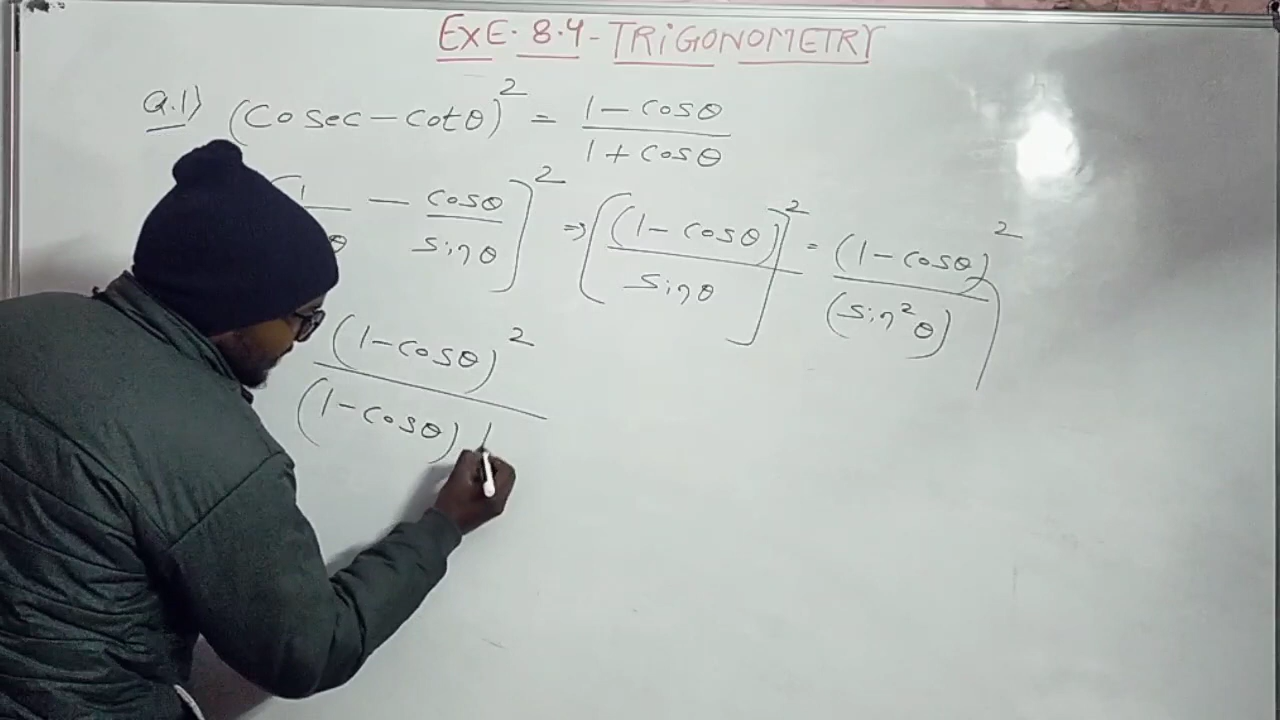 EXE. 8.4 - TRIGONOMETRY
Q.1) (Cosec - cotθ)² = 1 - cosθ / 1 + cosθ
1 / θ - cosθ / sinθ]² ⇒ [(1 - cosθ) / sinθ]² = (1 - cosθ)² / (sin²θ)
(1 - cosθ)² / (1 - cosθ)